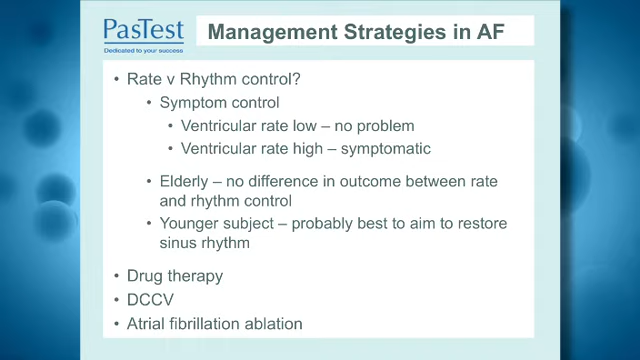 PasTest
Dedicated to your success
Management Strategies in AF
• Rate v Rhythm control?
• Symptom control
• Ventricular rate low – no problem
• Ventricular rate high – symptomatic
• Elderly – no difference in outcome between rate
and rhythm control
• Younger subject – probably best to aim to restore
sinus rhythm
• Drug therapy
• DCCV
• Atrial fibrillation ablation